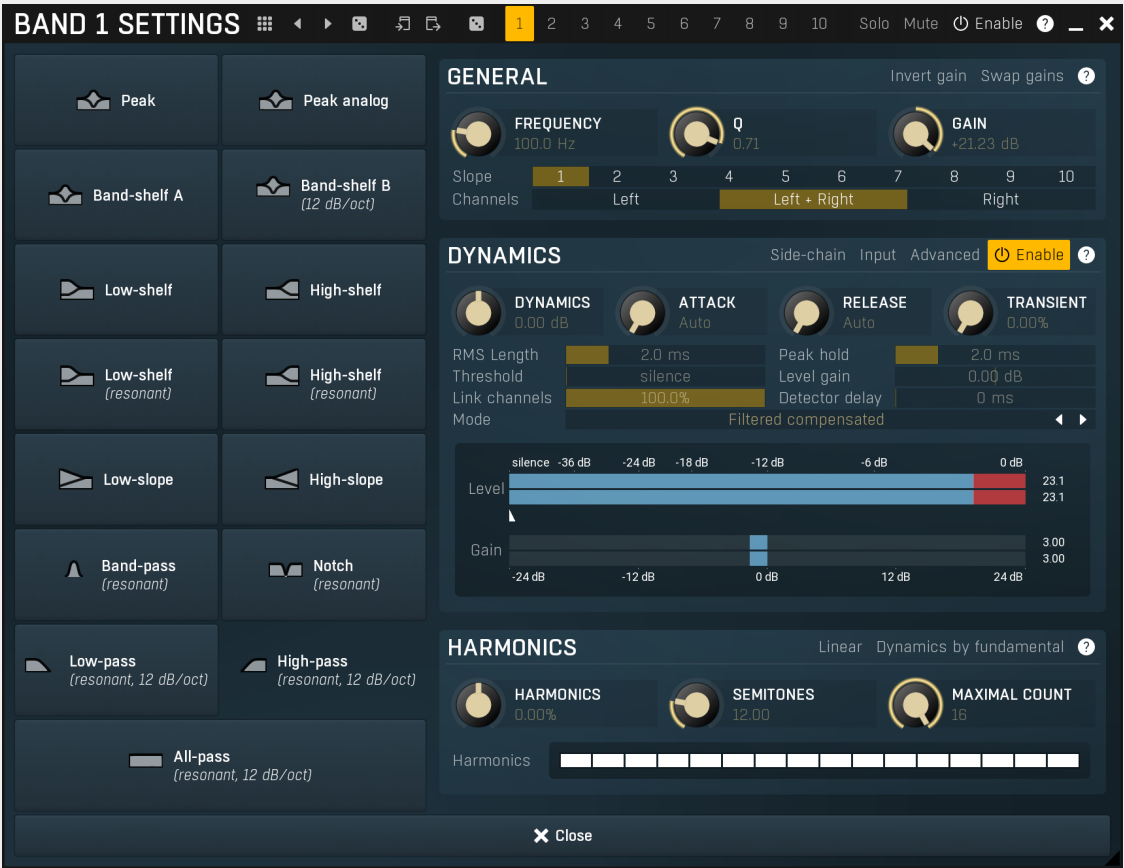 BAND 1 SETTINGS
1 2 3 4 5 6 7 8 9 10 Solo Mute Enable ?
Peak
Peak analog
Band-shelf A
Band-shelf B
(12 dB/oct)
Low-shelf
High-shelf
Low-shelf
(resonant)
High-shelf
(resonant)
Low-slope
High-slope
Band-pass
(resonant)
Notch
(resonant)
Low-pass
(resonant, 12 dB/oct)
High-pass
(resonant, 12 dB/oct)
All-pass
(resonant, 12 dB/oct)
GENERAL
Invert gain Swap gains ?
FREQUENCY
100.0 Hz
Q
0.71
GAIN
+21.23 dB
Slope 1 2 3 4 5 6 7 8 9 10
Channels Left Left + Right Right
DYNAMICS
Side-chain Input Advanced Enable ?
DYNAMICS
0.00 dB
ATTACK
Auto
RELEASE
Auto
TRANSIENT
0.00%
RMS Length 2.0 ms
Peak hold 2.0 ms
Threshold silence
Level gain 0.00 dB
Link channels 100.0%
Detector delay 0 ms
Mode Filtered compensated
silence -36 dB -24 dB -18 dB -12 dB -6 dB 0 dB
Level
23.1
23.1
Gain
3.00
3.00
-24 dB -12 dB 0 dB 12 dB 24 dB
HARMONICS
Linear Dynamics by fundamental ?
HARMONICS
0.00%
SEMITONES
12.00
MAXIMAL COUNT
16
Harmonics
Close